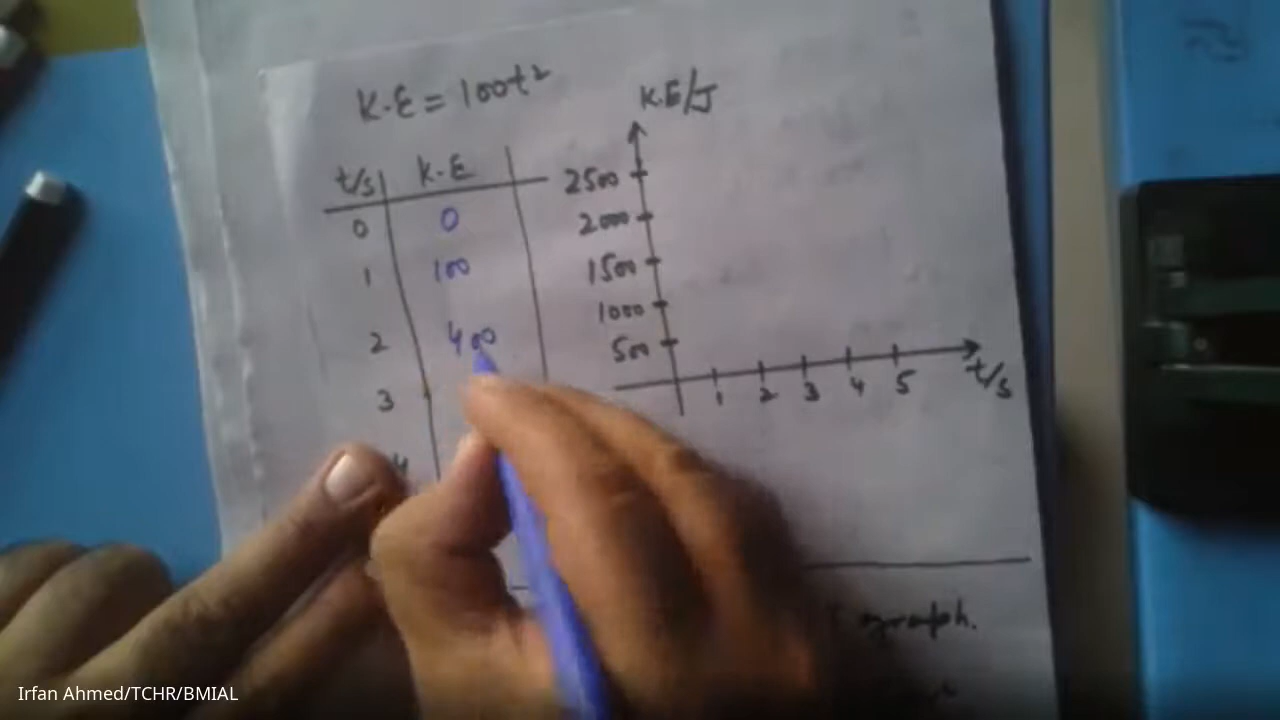 K.E = 100t²
K.E/J
t/s K.E
0 0
1 100
2 400
3
4
2500
2000
1500
1000
500
1 2 3 4 5
t/s
graph.
Irfan Ahmed/TCHR/BMIAL